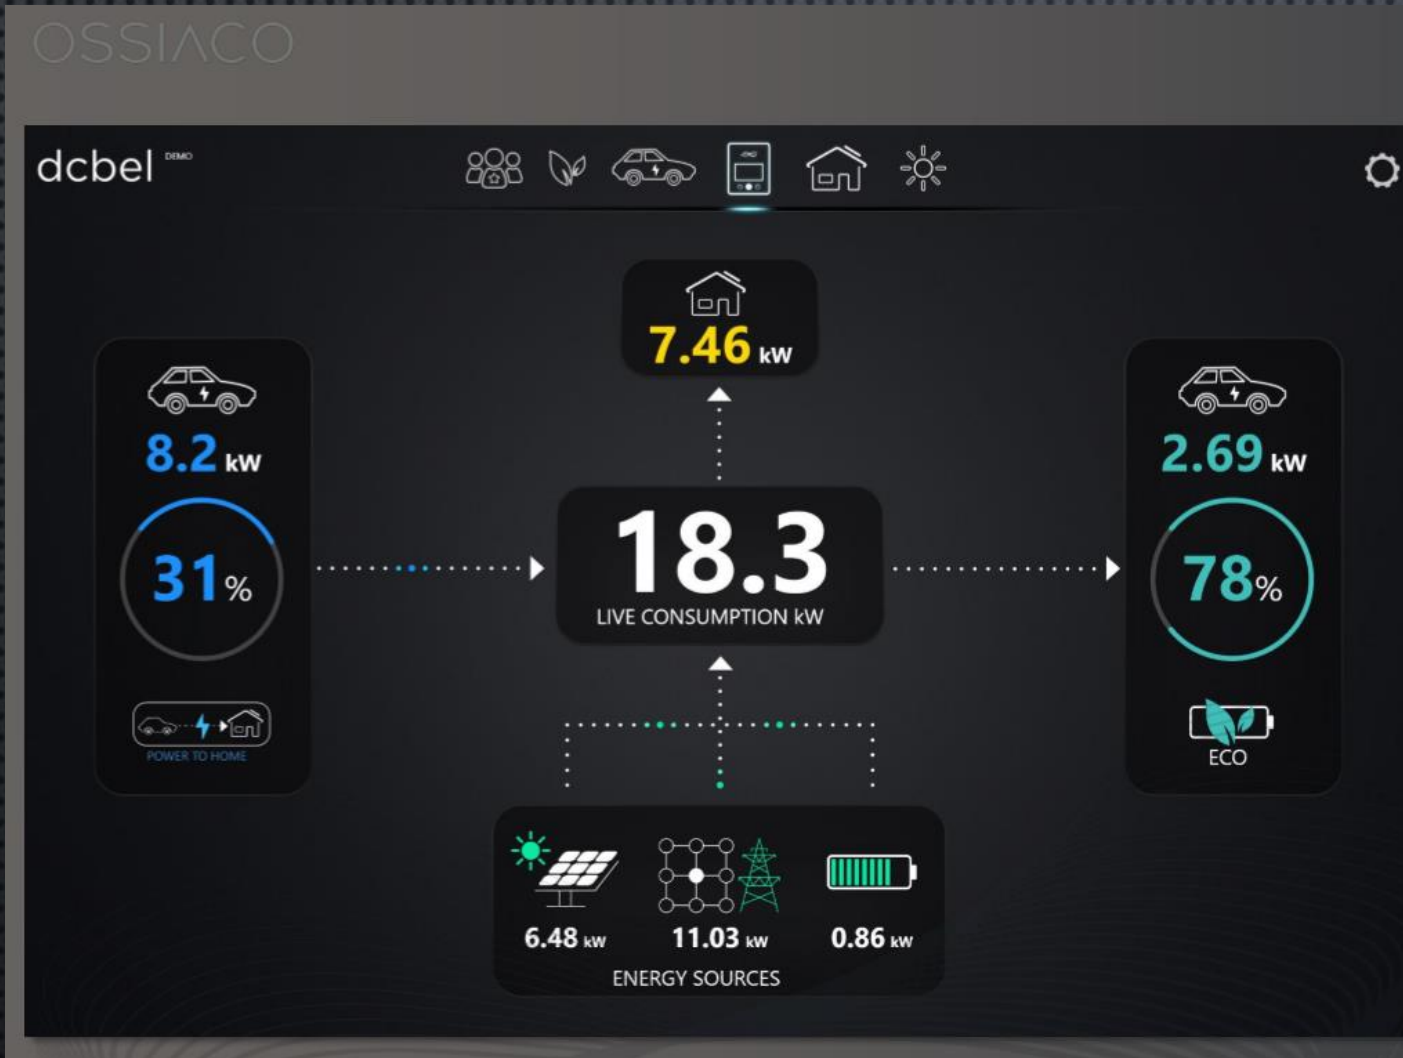 OSSIACO
dcbel DEMO
7.46 kW
8.2 kW
31%
POWER TO HOME
18.3
LIVE CONSUMPTION kW
2.69 kW
78%
ECO
6.48 kW 11.03 kW 0.86 kW
ENERGY SOURCES